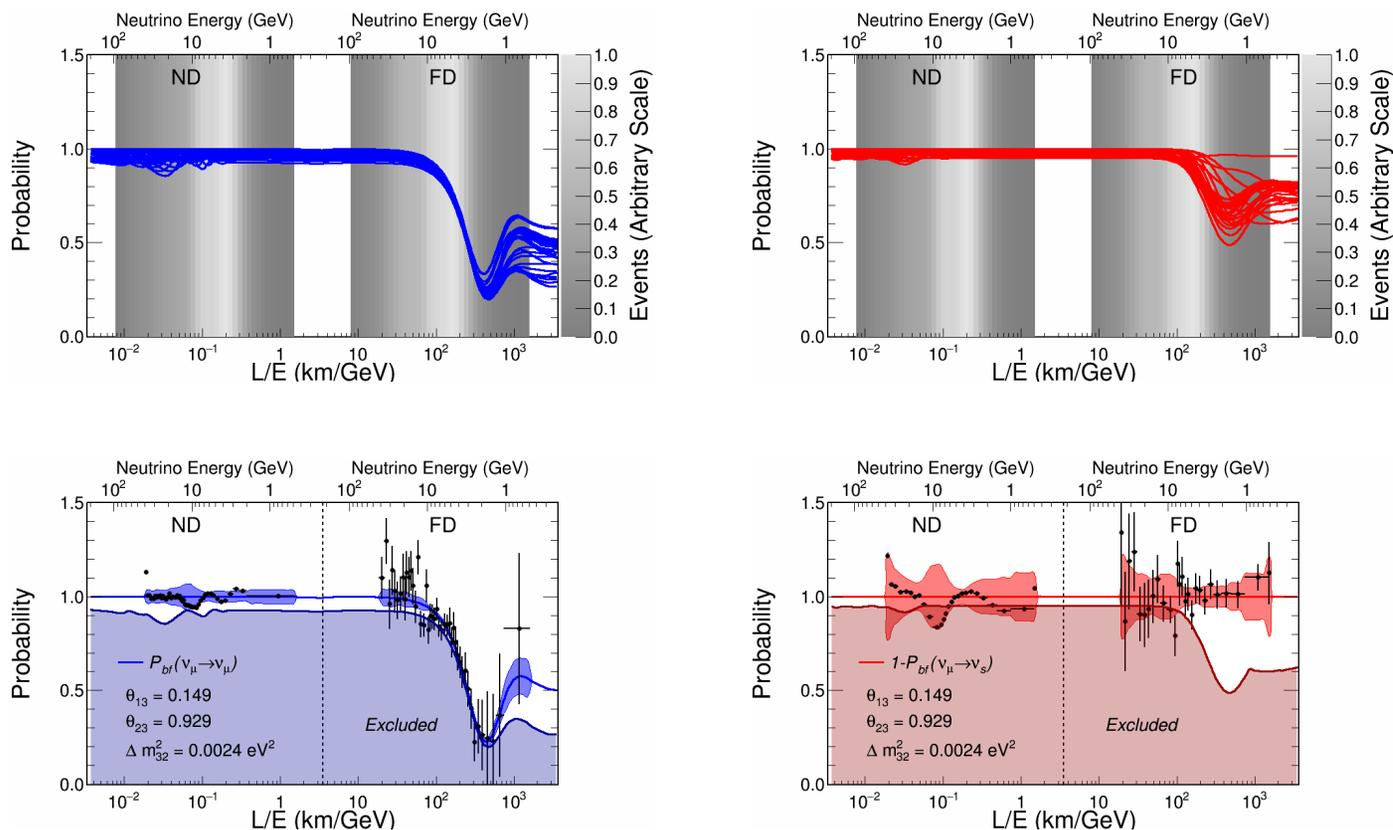 Neutrino Energy (GeV) Neutrino Energy (GeV)
10² 10 1 10² 10 1
ND FD
1.5
1.0
0.5
0.0
Probability
10⁻² 10⁻¹ 1 10 10² 10³
L/E (km/GeV)
1.0
0.9
0.8
0.7
0.6
0.5
0.4
0.3
0.2
0.1
0.0
Events (Arbitrary Scale)
Neutrino Energy (GeV) Neutrino Energy (GeV)
10² 10 1 10² 10 1
ND FD
1.5
1.0
0.5
0.0
Probability
10⁻² 10⁻¹ 1 10 10² 10³
L/E (km/GeV)
1.0
0.9
0.8
0.7
0.6
0.5
0.4
0.3
0.2
0.1
0.0
Events (Arbitrary Scale)
Neutrino Energy (GeV) Neutrino Energy (GeV)
10² 10 1 10² 10 1
ND FD
1.5
1.0
0.5
0.0
Probability
P_bf(ν_μ→ν_μ)
θ₁₃ = 0.149
θ₂₃ = 0.929
Δ m²₃₂ = 0.0024 eV²
Excluded
10⁻² 10⁻¹ 1 10 10² 10³
L/E (km/GeV)
Neutrino Energy (GeV) Neutrino Energy (GeV)
10² 10 1 10² 10 1
ND FD
1.5
1.0
0.5
0.0
Probability
1-P_bf(ν_μ→ν_s)
θ₁₃ = 0.149
θ₂₃ = 0.929
Δ m²₃₂ = 0.0024 eV²
Excluded
10⁻² 10⁻¹ 1 10 10² 10³
L/E (km/GeV)